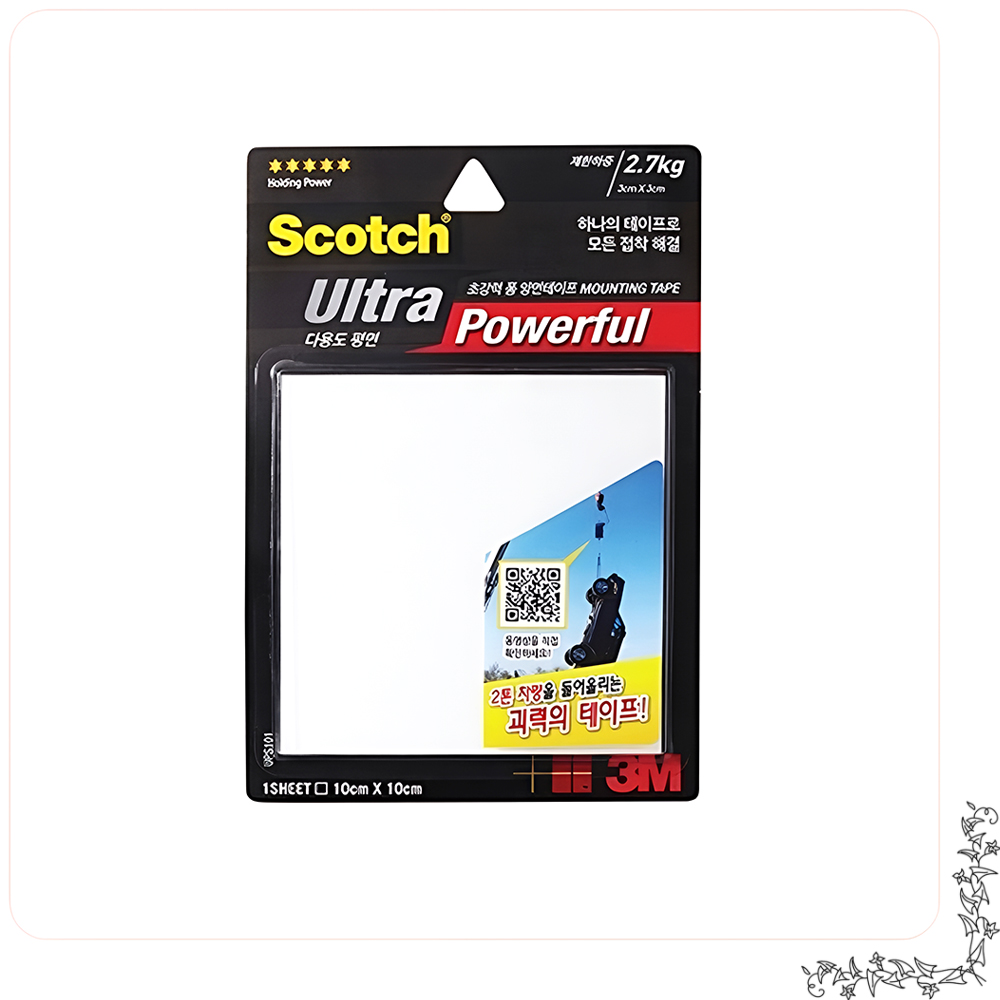 Holding Power
제한하중 2.7kg
3cm X 3cm
Scotch®
하나의 테이프로
모든 접착 해결
Ultra
초강력 폼 양면테이프 MOUNTING TAPE
Powerful
다용도 평면
2톤 차량을 들어올리는
괴력의 테이프!
1SHEET □ 10cm X 10cm
3M